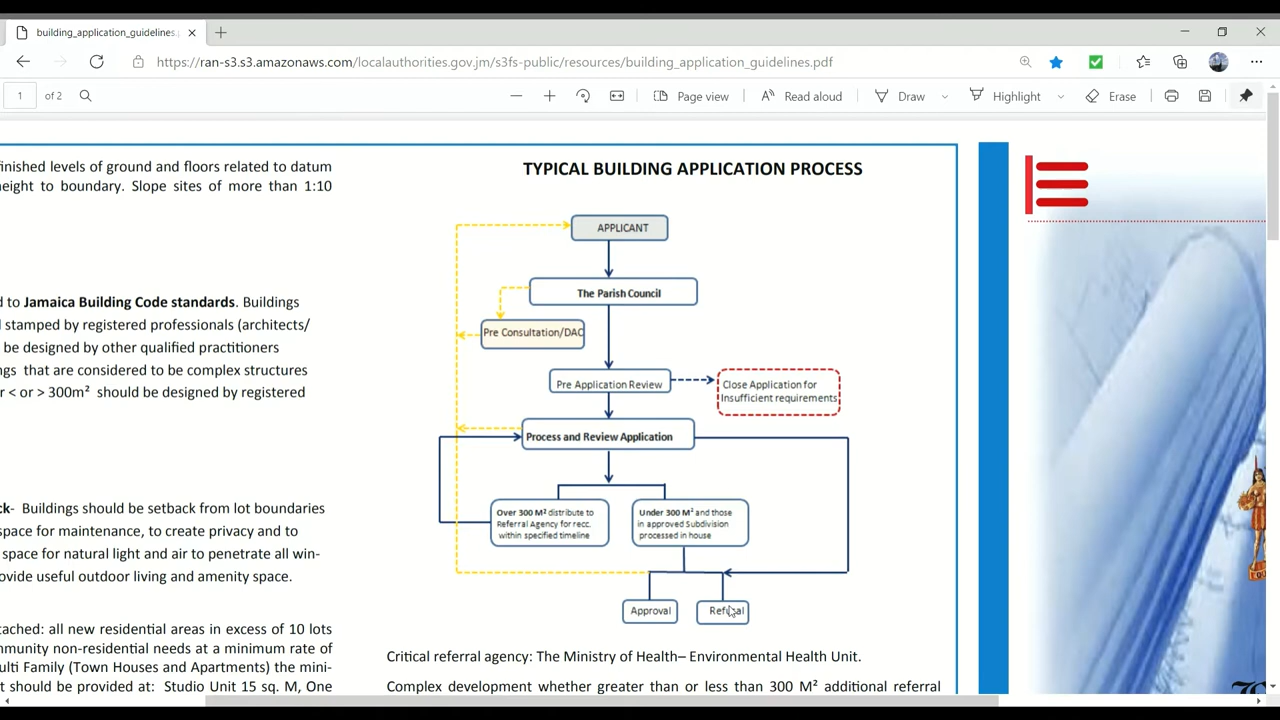 building_application_guidelines.
https://ran-s3.s3.amazonaws.com/localauthorities.gov.jm/s3fs-public/resources/building_application_guidelines.pdf
1 of 2
Page view
Read aloud
Draw
Highlight
Erase
finished levels of ground and floors related to datum
eight to boundary. Slope sites of more than 1:10
d to Jamaica Building Code standards. Buildings
stamped by registered professionals (architects/
be designed by other qualified practitioners
ngs that are considered to be complex structures
r < or > 300m² should be designed by registered
ck- Buildings should be setback from lot boundaries
space for maintenance, to create privacy and to
space for natural light and air to penetrate all win-
ovide useful outdoor living and amenity space.
tached: all new residential areas in excess of 10 lots
mmunity non-residential needs at a minimum rate of
ulti Family (Town Houses and Apartments) the mini-
t should be provided at: Studio Unit 15 sq. M, One
TYPICAL BUILDING APPLICATION PROCESS
APPLICANT
The Parish Council
Pre Consultation/DAC
Pre Application Review
Close Application for
Insufficient requirements
Process and Review Application
Over 300 M² distribute to
Referral Agency for recc.
within specified timeline
Under 300 M² and those
in approved Subdivision
processed in house
Approval
Refusal
Critical referral agency: The Ministry of Health– Environmental Health Unit.
Complex development whether greater than or less than 300 M² additional referral